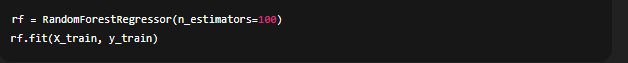 rf = RandomForestRegressor(n_estimators=100)
rf.fit(X_train, y_train)